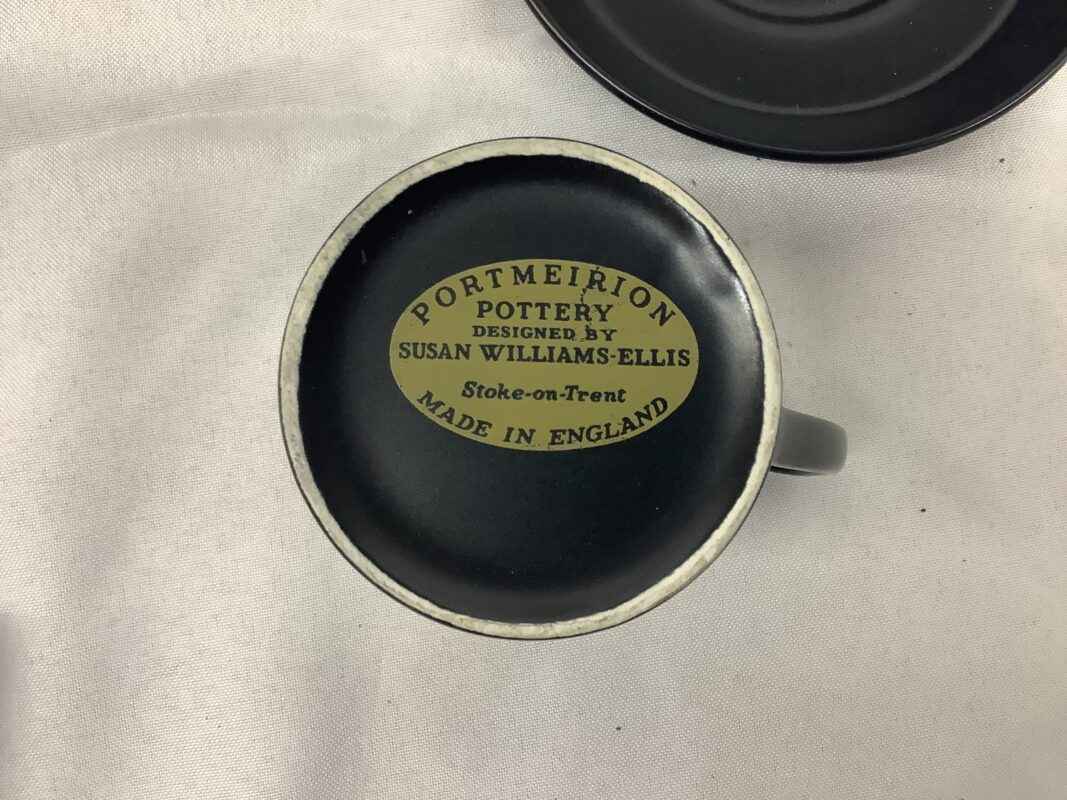 PORTMEIRION
POTTERY
DESIGNED BY
SUSAN WILLIAMS-ELLIS
Stoke-on-Trent
MADE IN ENGLAND